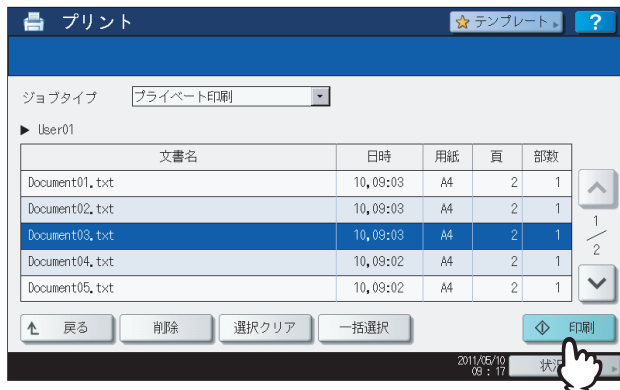 プリント テンプレート ?
ジョブタイプ プライベート印刷
User01
文書名 日時 用紙 頁 部数
Document01.txt 10,09:03 A4 2 1
Document02.txt 10,09:03 A4 2 1
Document03.txt 10,09:03 A4 2 1
Document04.txt 10,09:02 A4 2 1
Document05.txt 10,09:02 A4 2 1
1
2
戻る 削除 選択クリア 一括選択 印刷
2011/05/10
09:17